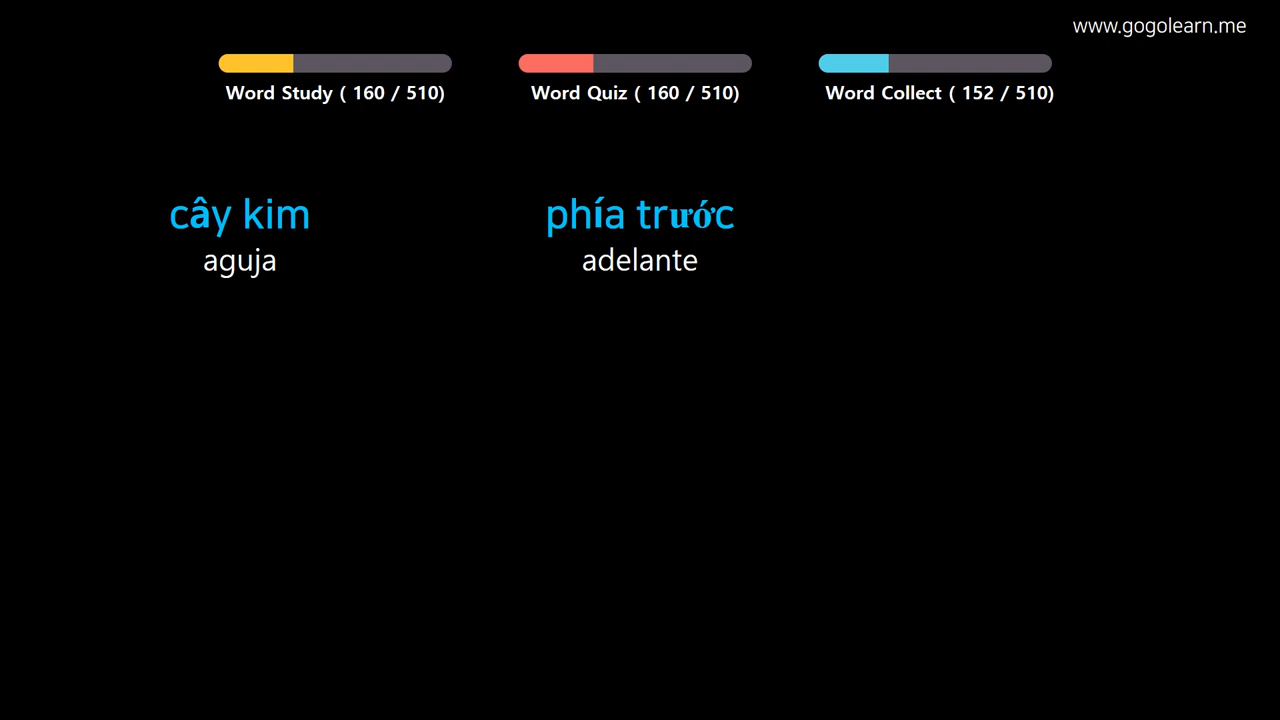 www.gogolearn.me
Word Study ( 160 / 510)
Word Quiz ( 160 / 510)
Word Collect ( 152 / 510)
cây kim
aguja
phía trước
adelante